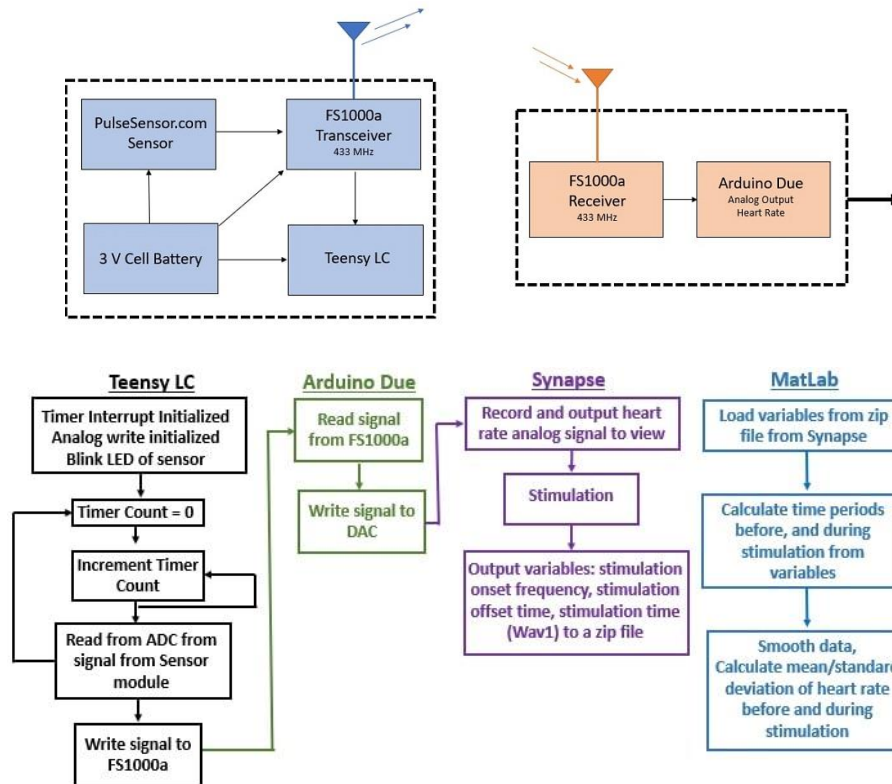 PulseSensor.com
Sensor
FS1000a
Transceiver
433 MHz
3 V Cell Battery
Teensy LC
FS1000a
Receiver
433 MHz
Arduino Due
Analog Output
Heart Rate
Teensy LC
Timer Interrupt Initialized
Analog write initialized
Blink LED of sensor
Timer Count = 0
Increment Timer
Count
Read from ADC from
signal from Sensor
module
Write signal to
FS1000a
Arduino Due
Read signal
from FS1000a
Write signal to
DAC
Synapse
Record and output heart
rate analog signal to view
Stimulation
Output variables: stimulation
onset frequency, stimulation
offset time, stimulation time
(Wav1) to a zip file
MatLab
Load variables from zip
file from Synapse
Calculate time periods
before, and during
stimulation from
variables
Smooth data,
Calculate mean/standard
deviation of heart rate
before and during
stimulation